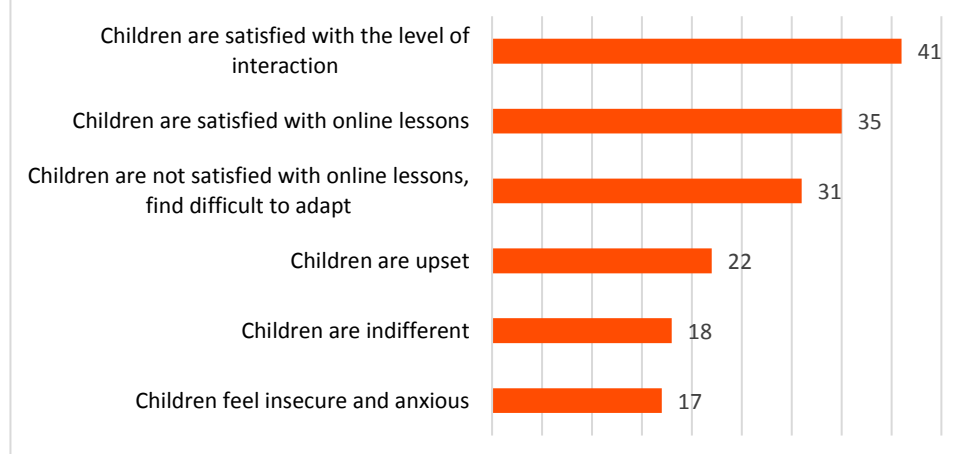 Children are satisfied with the level of
interaction
41
Children are satisfied with online lessons
35
Children are not satisfied with online lessons,
find difficult to adapt
31
Children are upset
22
Children are indifferent
18
Children feel insecure and anxious
17